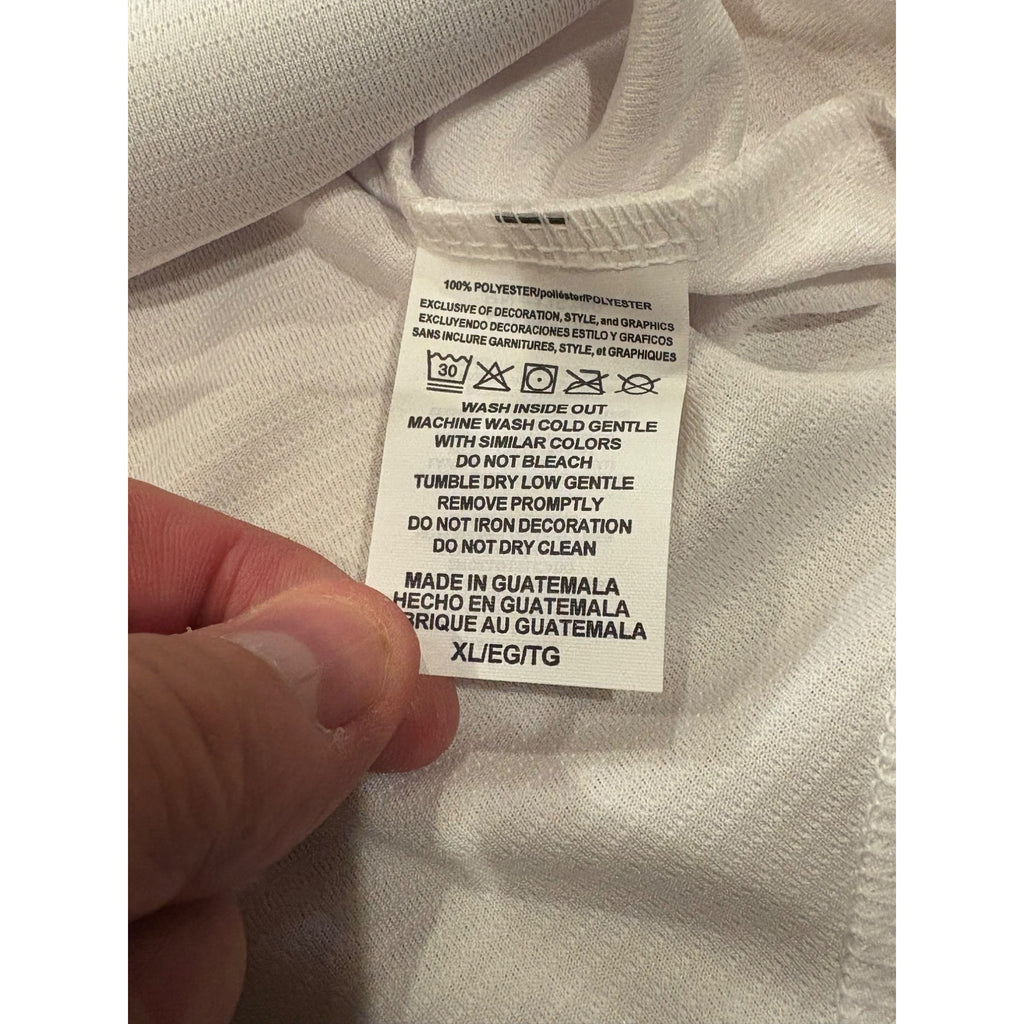 100% POLYESTER/poliéster/POLYESTER
EXCLUSIVE OF DECORATION, STYLE, and GRAPHICS
EXCLUYENDO DECORACIONES ESTILO Y GRAFICOS
SANS INCLURE GARNITURES, STYLE, et GRAPHIQUES
30
WASH INSIDE OUT
MACHINE WASH COLD GENTLE
WITH SIMILAR COLORS
DO NOT BLEACH
TUMBLE DRY LOW GENTLE
REMOVE PROMPTLY
DO NOT IRON DECORATION
DO NOT DRY CLEAN
MADE IN GUATEMALA
HECHO EN GUATEMALA
BRIQUE AU GUATEMALA
XL/EG/TG